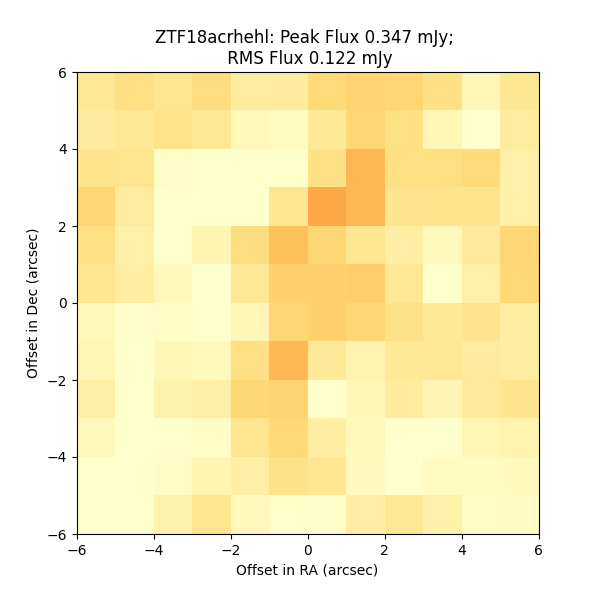 ZTF18acrhehl: Peak Flux 0.347 mJy;
RMS Flux 0.122 mJy
6
4
2
0
−2
−4
−6
Offset in Dec (arcsec)
−6 −4 −2 0 2 4 6
Offset in RA (arcsec)